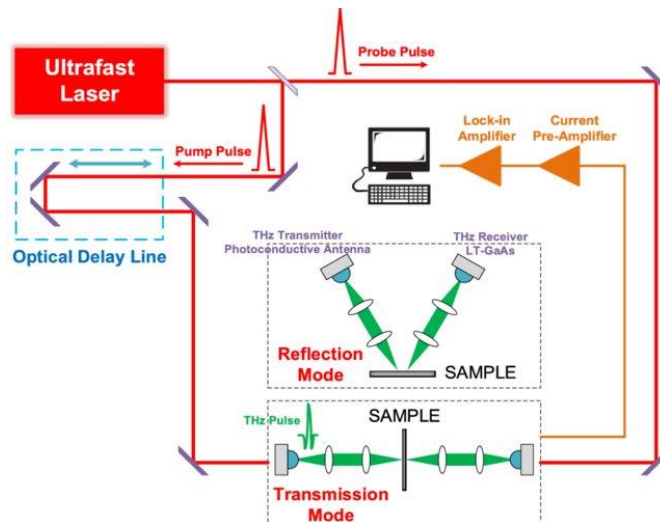 Ultrafast
Laser
Probe Pulse
Pump Pulse
Lock-in
Amplifier
Current
Pre-Amplifier
Optical Delay Line
THz Transmitter
Photoconductive Antenna
THz Receiver
LT-GaAs
Reflection
Mode
SAMPLE
THz Pulse
SAMPLE
Transmission
Mode